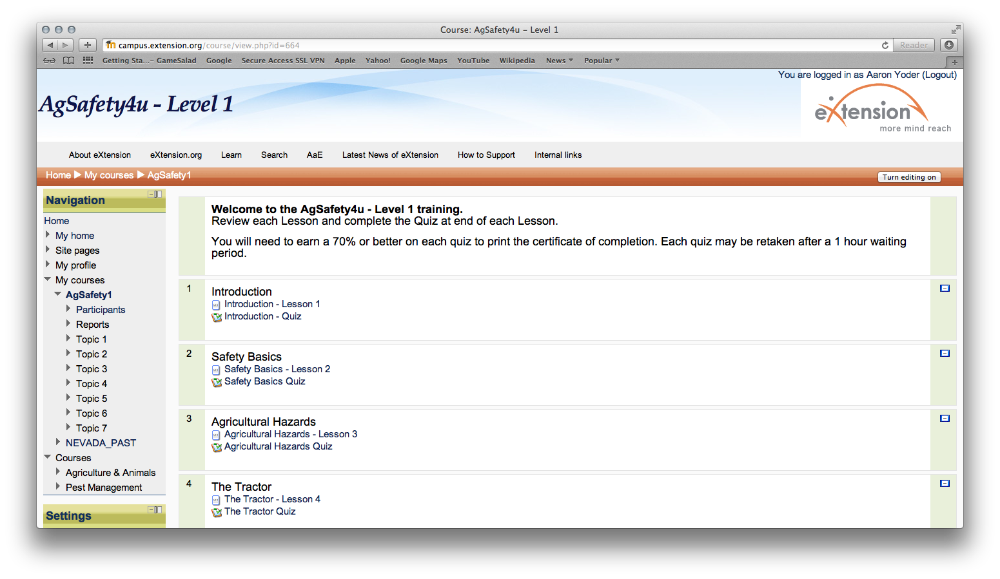 Course: AgSafety4u – Level 1
campus.extension.org/course/view.php?id=664
Reader
Getting Sta...– GameSalad Google Secure Access SSL VPN Apple Yahoo! Google Maps YouTube Wikipedia News Popular
You are logged in as Aaron Yoder (Logout)
AgSafety4u - Level 1
eXtension
more mind reach
About eXtension eXtension.org Learn Search AaE Latest News of eXtension How to Support Internal links
Home My courses AgSafety1
Turn editing on
Navigation
Home
My home
Site pages
My profile
My courses
AgSafety1
Participants
Reports
Topic 1
Topic 2
Topic 3
Topic 4
Topic 5
Topic 6
Topic 7
NEVADA_PAST
Courses
Agriculture & Animals
Pest Management
Settings
Welcome to the AgSafety4u - Level 1 training.
Review each Lesson and complete the Quiz at end of each Lesson.
You will need to earn a 70% or better on each quiz to print the certificate of completion. Each quiz may be retaken after a 1 hour waiting
period.
1
Introduction
Introduction - Lesson 1
Introduction - Quiz
2
Safety Basics
Safety Basics - Lesson 2
Safety Basics Quiz
3
Agricultural Hazards
Agricultural Hazards - Lesson 3
Agricultural Hazards Quiz
4
The Tractor
The Tractor - Lesson 4
The Tractor Quiz